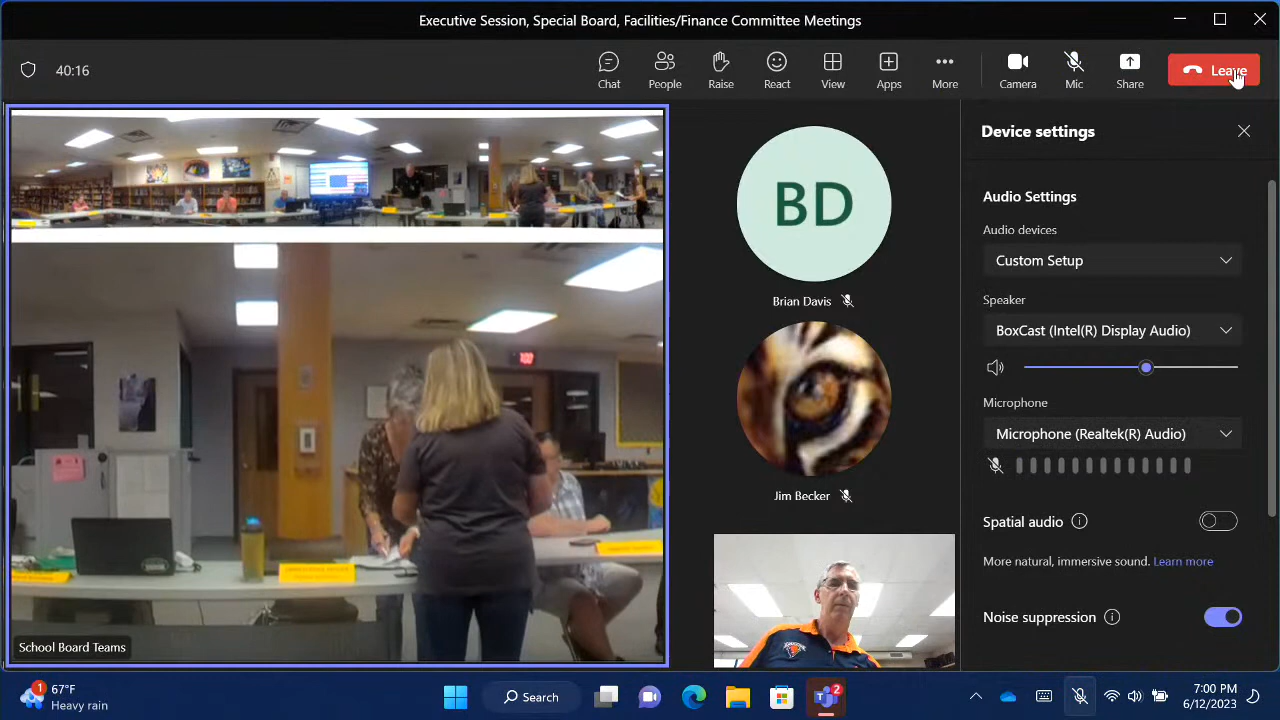 Executive Session, Special Board, Facilities/Finance Committee Meetings
40:16
Chat
People
Raise
React
View
Apps
More
Camera
Mic
Share
Leave
Device settings
Audio Settings
Audio devices
Custom Setup
Speaker
BoxCast (Intel(R) Display Audio)
Microphone
Microphone (Realtek(R) Audio)
Spatial audio
More natural, immersive sound. Learn more
Noise suppression
BD
Brian Davis
Jim Becker
School Board Teams
1
67°F
Heavy rain
Search
2
7:00 PM
6/12/2023